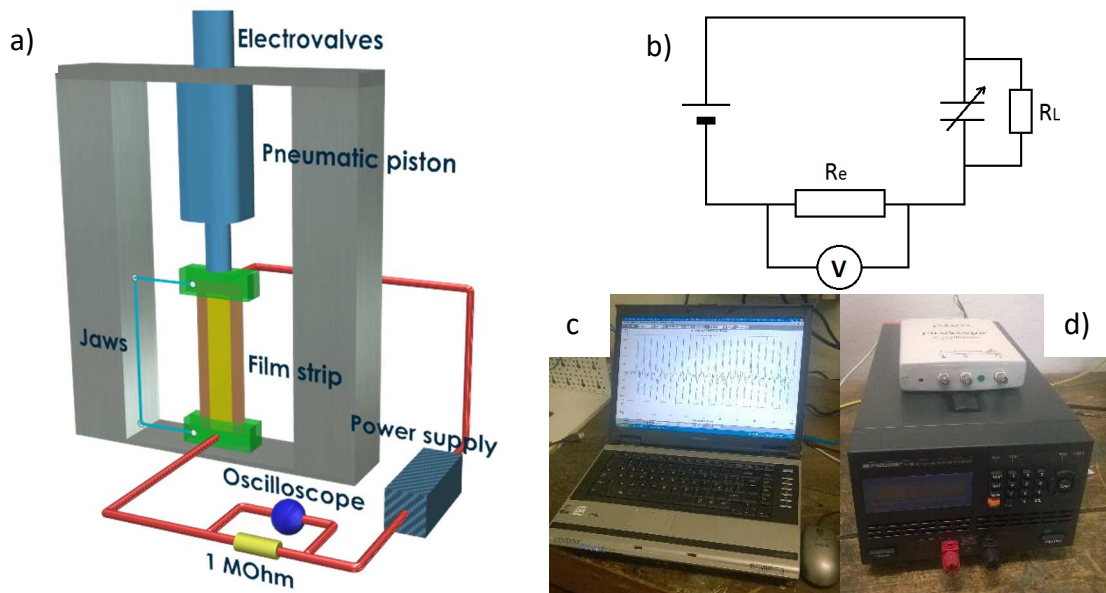 a)
Electrovalves
Pneumatic piston
Jaws
Film strip
Power supply
Oscilloscope
1 MOhm
b)
RL
Re
V
c
d)